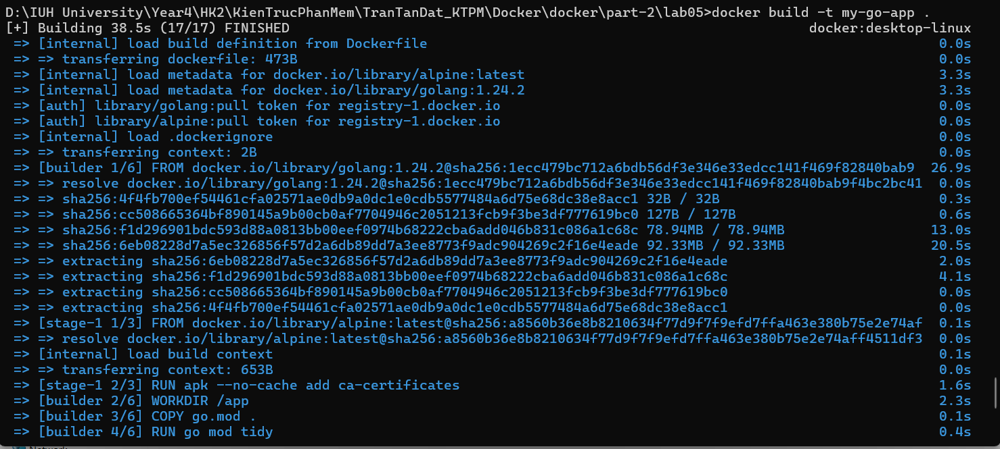 D:\IUH University\Year4\HK2\KienTrucPhanMem\TranTanDat_KTPM\Docker\docker\part-2\lab05>docker build -t my-go-app .
[+] Building 38.5s (17/17) FINISHED docker:desktop-linux
=> [internal] load build definition from Dockerfile 0.0s
=> => transferring dockerfile: 473B 0.0s
=> [internal] load metadata for docker.io/library/alpine:latest 3.3s
=> [internal] load metadata for docker.io/library/golang:1.24.2 3.3s
=> [auth] library/golang:pull token for registry-1.docker.io 0.0s
=> [auth] library/alpine:pull token for registry-1.docker.io 0.0s
=> [internal] load .dockerignore 0.0s
=> => transferring context: 2B 0.0s
=> [builder 1/6] FROM docker.io/library/golang:1.24.2@sha256:1ecc479bc712a6bdb56df3e346e33edcc141f469f82840bab9 26.9s
=> => resolve docker.io/library/golang:1.24.2@sha256:1ecc479bc712a6bdb56df3e346e33edcc141f469f82840bab9f4bc2bc41 0.0s
=> => sha256:4f4fb700ef54461cfa02571ae0db9a0dc1e0cdb5577484a6d75e68dc38e8acc1 32B / 32B 0.3s
=> => sha256:cc508665364bf890145a9b00cb0af7704946c2051213fcb9f3be3df777619bc0 127B / 127B 0.6s
=> => sha256:f1d296901bdc593d88a0813bb00eef0974b68222cba6add046b831c086a1c68c 78.94MB / 78.94MB 13.0s
=> => sha256:6eb08228d7a5ec326856f57d2a6db89dd7a3ee8773f9adc904269c2f16e4eade 92.33MB / 92.33MB 20.5s
=> => extracting sha256:6eb08228d7a5ec326856f57d2a6db89dd7a3ee8773f9adc904269c2f16e4eade 2.0s
=> => extracting sha256:f1d296901bdc593d88a0813bb00eef0974b68222cba6add046b831c086a1c68c 4.1s
=> => extracting sha256:cc508665364bf890145a9b00cb0af7704946c2051213fcb9f3be3df777619bc0 0.0s
=> => extracting sha256:4f4fb700ef54461cfa02571ae0db9a0dc1e0cdb5577484a6d75e68dc38e8acc1 0.0s
=> [stage-1 1/3] FROM docker.io/library/alpine:latest@sha256:a8560b36e8b8210634f77d9f7f9efd7ffa463e380b75e2e74af 0.1s
=> => resolve docker.io/library/alpine:latest@sha256:a8560b36e8b8210634f77d9f7f9efd7ffa463e380b75e2e74aff4511df3 0.0s
=> [internal] load build context 0.1s
=> => transferring context: 653B 0.0s
=> [stage-1 2/3] RUN apk --no-cache add ca-certificates 1.6s
=> [builder 2/6] WORKDIR /app 2.3s
=> [builder 3/6] COPY go.mod . 0.1s
=> [builder 4/6] RUN go mod tidy 0.4s